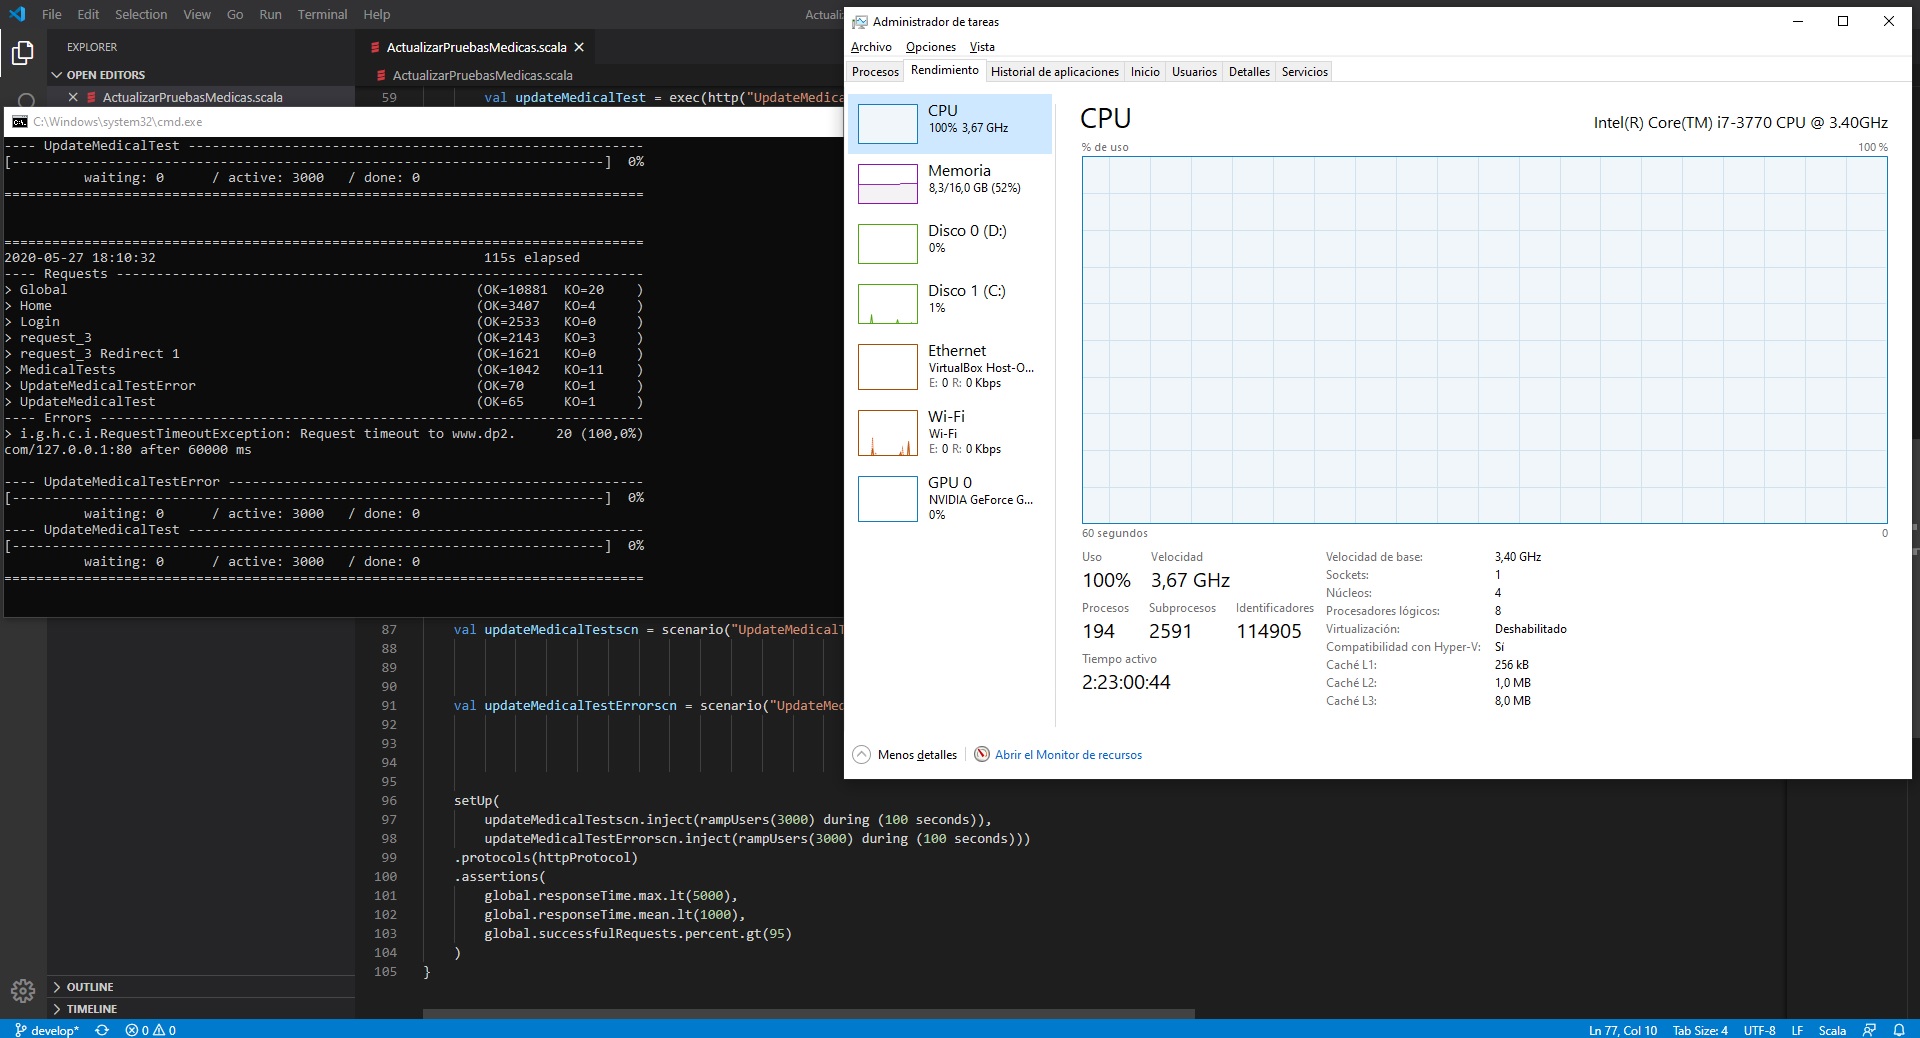 File Edit Selection View Go Run Terminal Help
Actualiz
EXPLORER
OPEN EDITORS
ActualizarPruebasMedicas.scala
ActualizarPruebasMedicas.scala
ActualizarPruebasMedicas.scala
59 val updateMedicalTest = exec(http("UpdateMedica
C:\Windows\system32\cmd.exe
---- UpdateMedicalTest ---------------------------------------------------------
[--------------------------------------------------------------------------] 0%
waiting: 0 / active: 3000 / done: 0
================================================================================
================================================================================
2020-05-27 18:10:32 115s elapsed
---- Requests ------------------------------------------------------------------
> Global (OK=10881 KO=20 )
> Home (OK=3407 KO=4 )
> Login (OK=2533 KO=0 )
> request_3 (OK=2143 KO=3 )
> request_3 Redirect 1 (OK=1621 KO=0 )
> MedicalTests (OK=1042 KO=11 )
> UpdateMedicalTestError (OK=70 KO=1 )
> UpdateMedicalTest (OK=65 KO=1 )
---- Errors --------------------------------------------------------------------
> i.g.h.c.i.RequestTimeoutException: Request timeout to www.dp2. 20 (100,0%)
com/127.0.0.1:80 after 60000 ms
---- UpdateMedicalTestError ----------------------------------------------------
[--------------------------------------------------------------------------] 0%
waiting: 0 / active: 3000 / done: 0
---- UpdateMedicalTest ---------------------------------------------------------
[--------------------------------------------------------------------------] 0%
waiting: 0 / active: 3000 / done: 0
================================================================================
87 val updateMedicalTestscn = scenario("UpdateMedicalT
88
89
90
91 val updateMedicalTestErrorscn = scenario("UpdateMed
92
93
94
95
96 setUp(
97 updateMedicalTestscn.inject(rampUsers(3000) during (100 seconds)),
98 updateMedicalTestErrorscn.inject(rampUsers(3000) during (100 seconds)))
99 .protocols(httpProtocol)
100 .assertions(
101 global.responseTime.max.lt(5000),
102 global.responseTime.mean.lt(1000),
103 global.successfulRequests.percent.gt(95)
104 )
105 }
OUTLINE
TIMELINE
develop* 0 0
Ln 77, Col 10 Tab Size: 4 UTF-8 LF Scala
Administrador de tareas
Archivo Opciones Vista
Procesos Rendimiento Historial de aplicaciones Inicio Usuarios Detalles Servicios
CPU
100% 3,67 GHz
Memoria
8,3/16,0 GB (52%)
Disco 0 (D:)
0%
Disco 1 (C:)
1%
Ethernet
VirtualBox Host-O...
E: 0 R: 0 Kbps
Wi-Fi
Wi-Fi
E: 0 R: 0 Kbps
GPU 0
NVIDIA GeForce G...
0%
CPU
Intel(R) Core(TM) i7-3770 CPU @ 3.40GHz
% de uso 100 %
60 segundos 0
Uso Velocidad
100% 3,67 GHz
Procesos Subprocesos Identificadores
194 2591 114905
Tiempo activo
2:23:00:44
Velocidad de base: 3,40 GHz
Sockets: 1
Núcleos: 4
Procesadores lógicos: 8
Virtualización: Deshabilitado
Compatibilidad con Hyper-V: Sí
Caché L1: 256 kB
Caché L2: 1,0 MB
Caché L3: 8,0 MB
Menos detalles
Abrir el Monitor de recursos